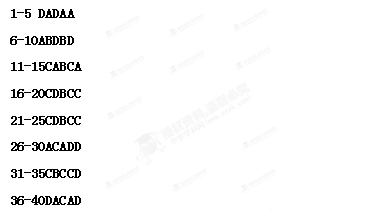 1-5 DADAA
6-10ABDBD
11-15CABCA
16-20CDBCC
21-25CDBCC
26-30ACADD
31-35CBCCD
36-40DACAD